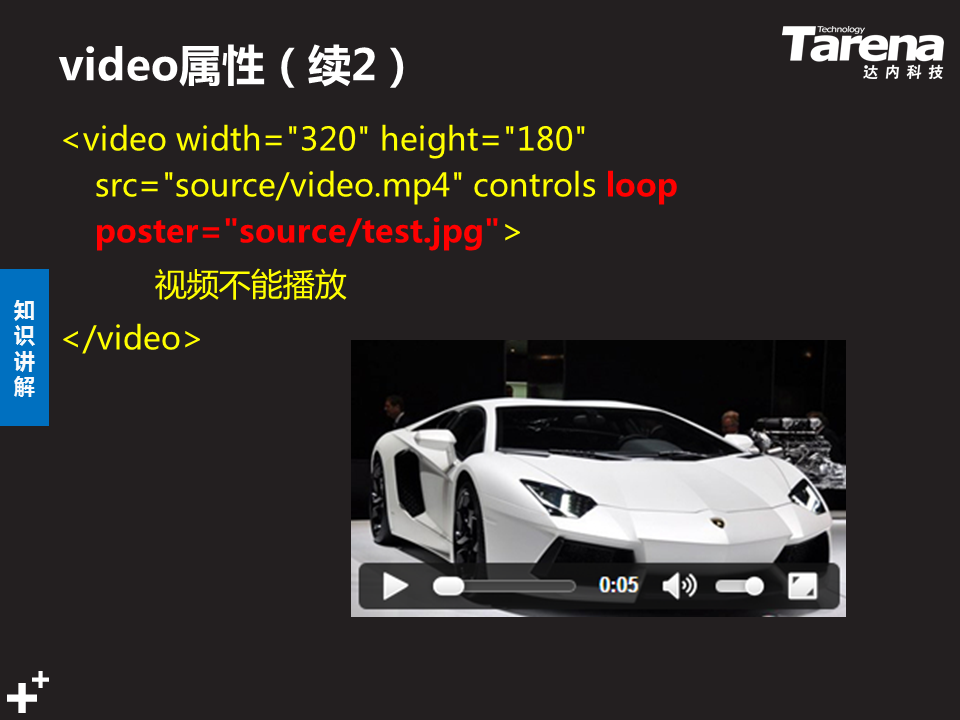 video属性（续2）
Technology
Tarena
达内科技
<video width="320" height="180"
src="source/video.mp4" controls loop
poster="source/test.jpg">
视频不能播放
</video>
知识讲解
0:05